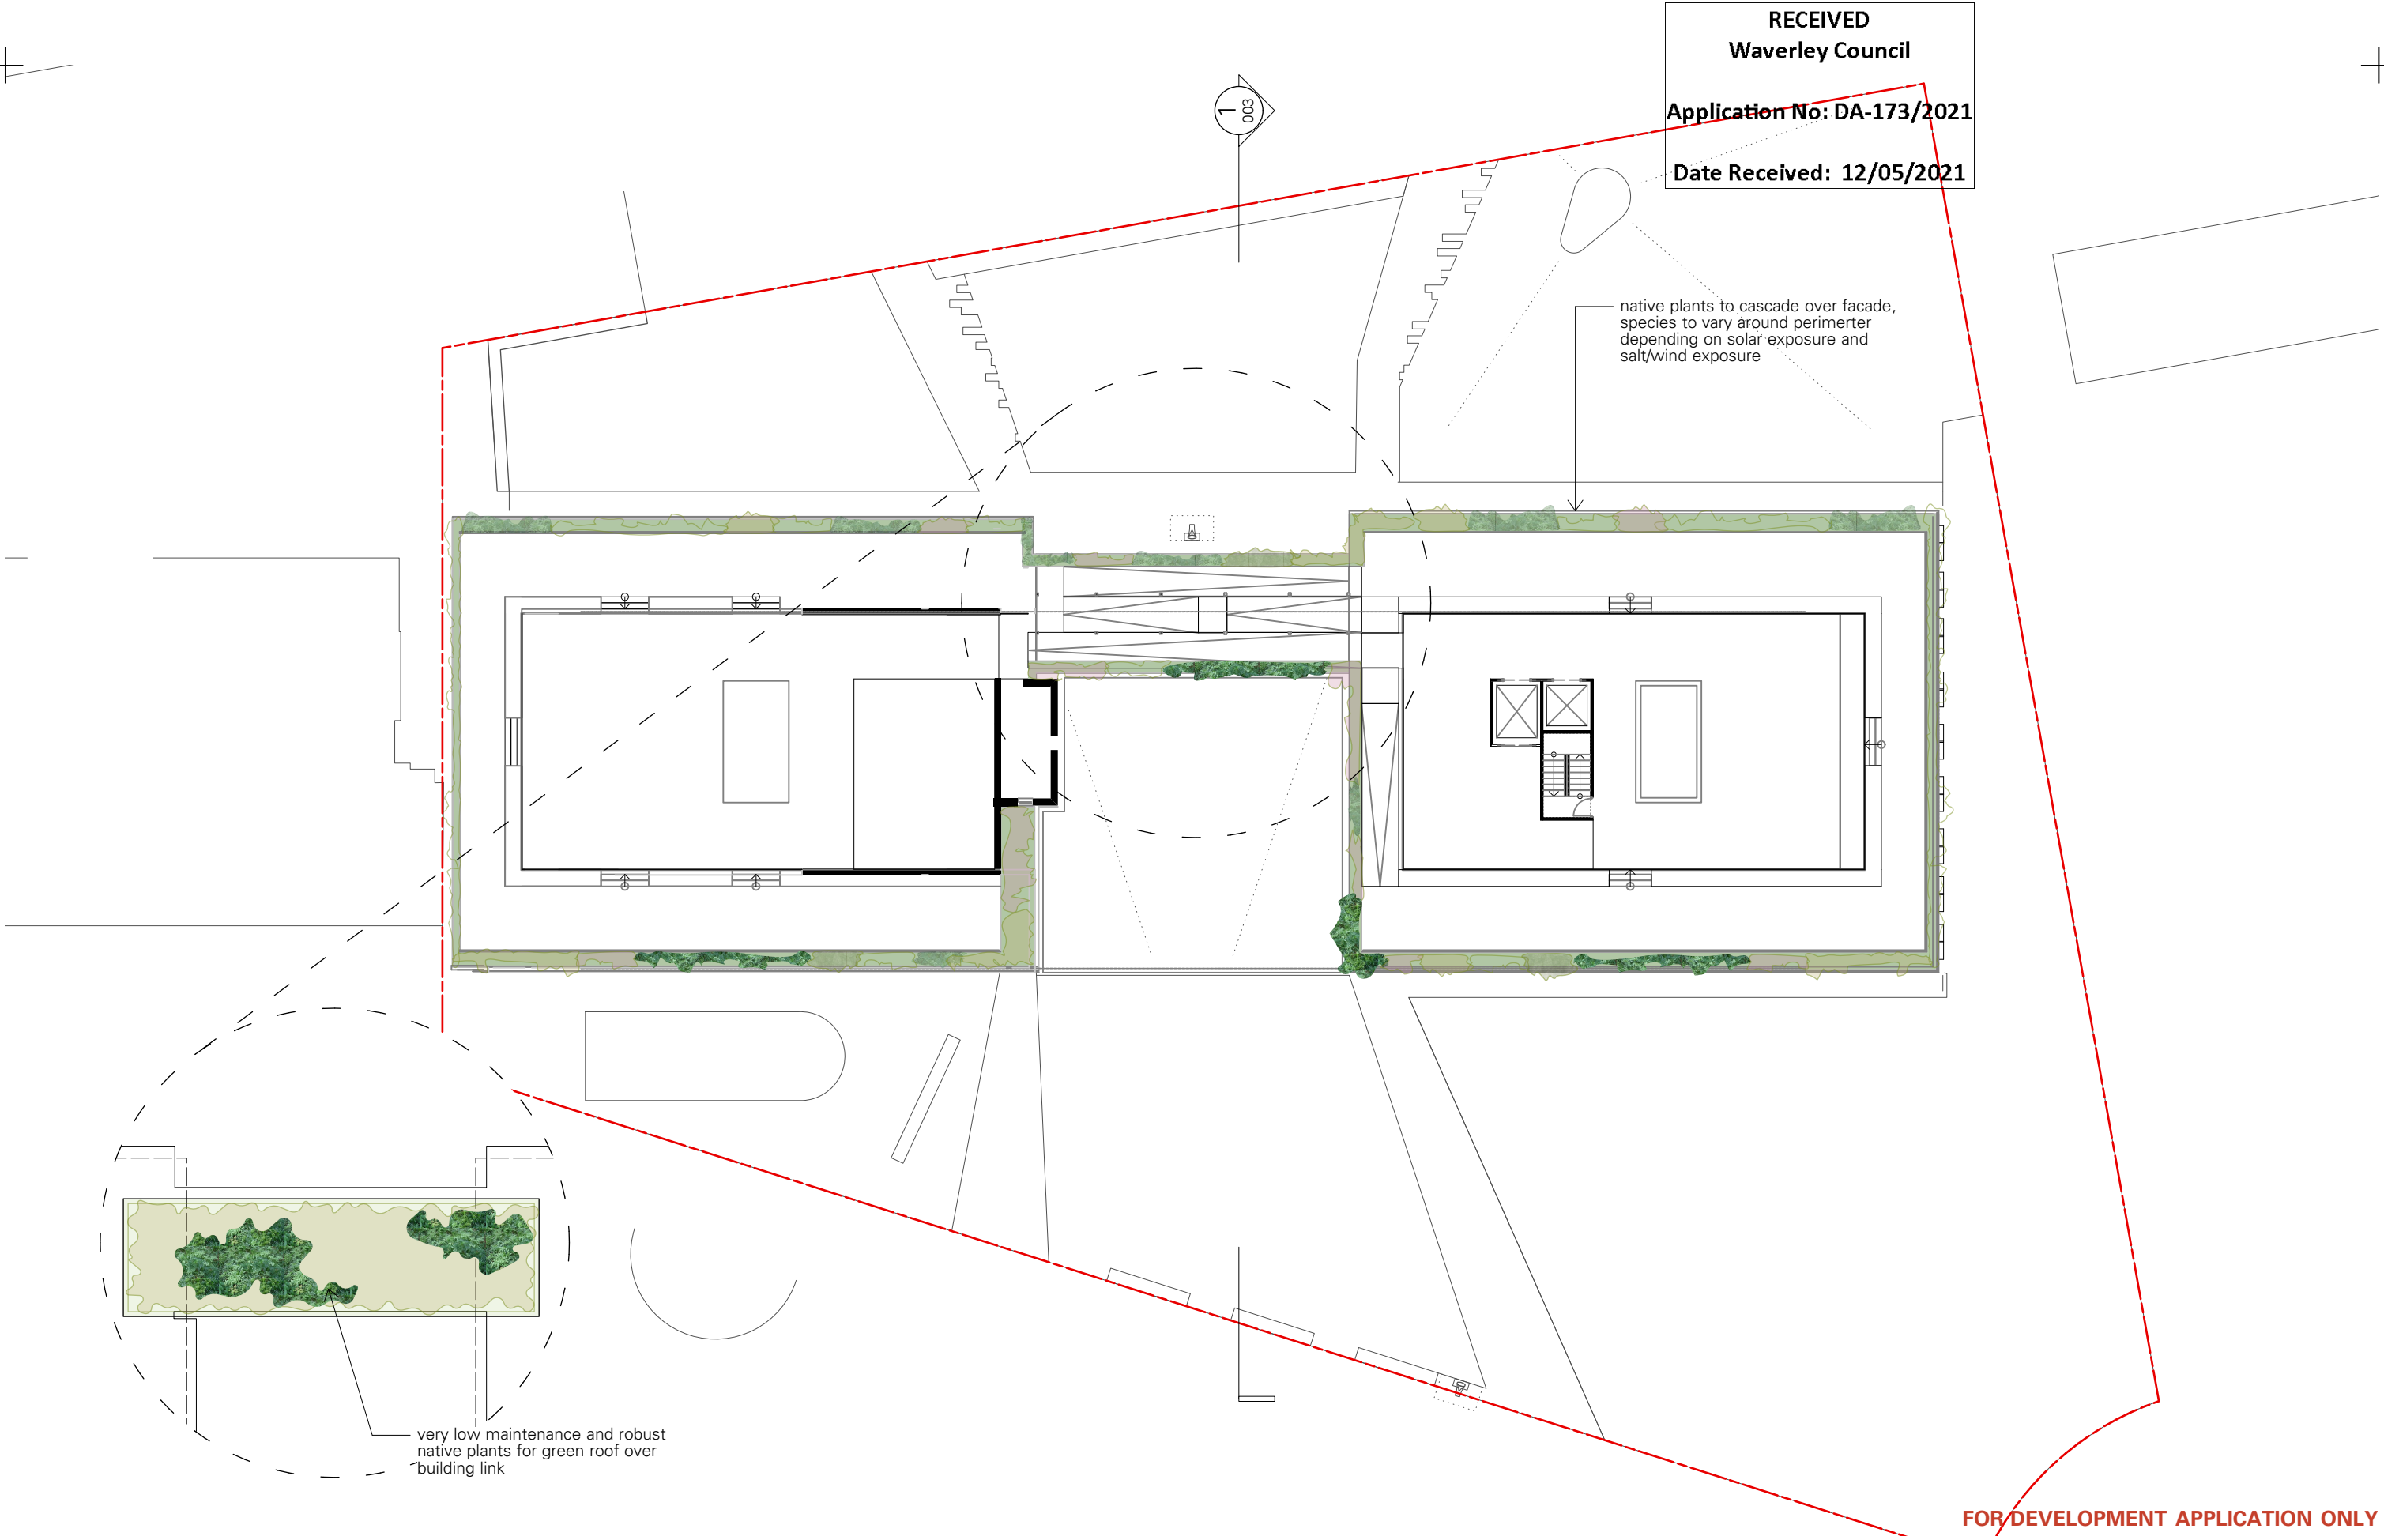 RECEIVED
Waverley Council
Application No: DA-173/2021
Date Received: 12/05/2021
1
003
native plants to cascade over facade,
species to vary around perimerter
depending on solar exposure and
salt/wind exposure
very low maintenance and robust
native plants for green roof over
building link
FOR DEVELOPMENT APPLICATION ONLY